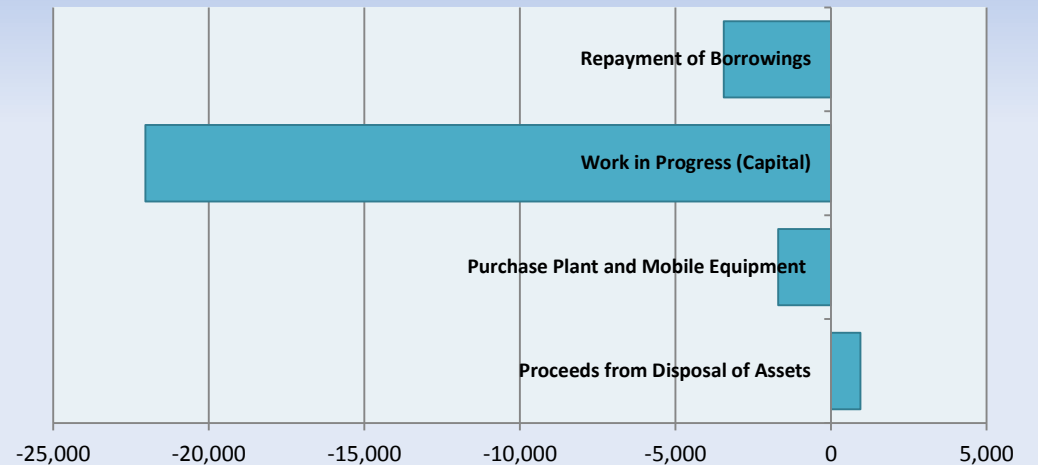 Repayment of Borrowings
Work in Progress (Capital)
Purchase Plant and Mobile Equipment
Proceeds from Disposal of Assets
-25,000 -20,000 -15,000 -10,000 -5,000 0 5,000